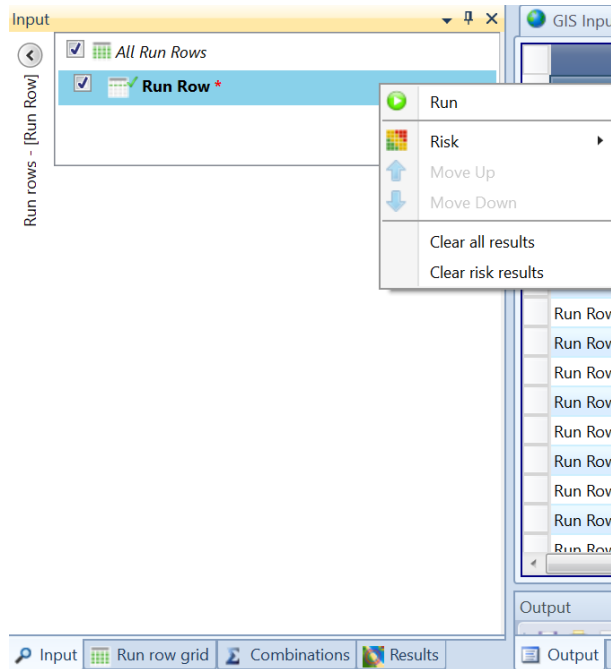 Input
GIS Inpu
All Run Rows
Run Row *
Run rows - [Run Row]
Run
Risk
Move Up
Move Down
Clear all results
Clear risk results
Run Row
Run Row
Run Row
Run Row
Run Row
Run Row
Run Row
Run Row
Run Row
Output
Input
Run row grid
Combinations
Results
Output